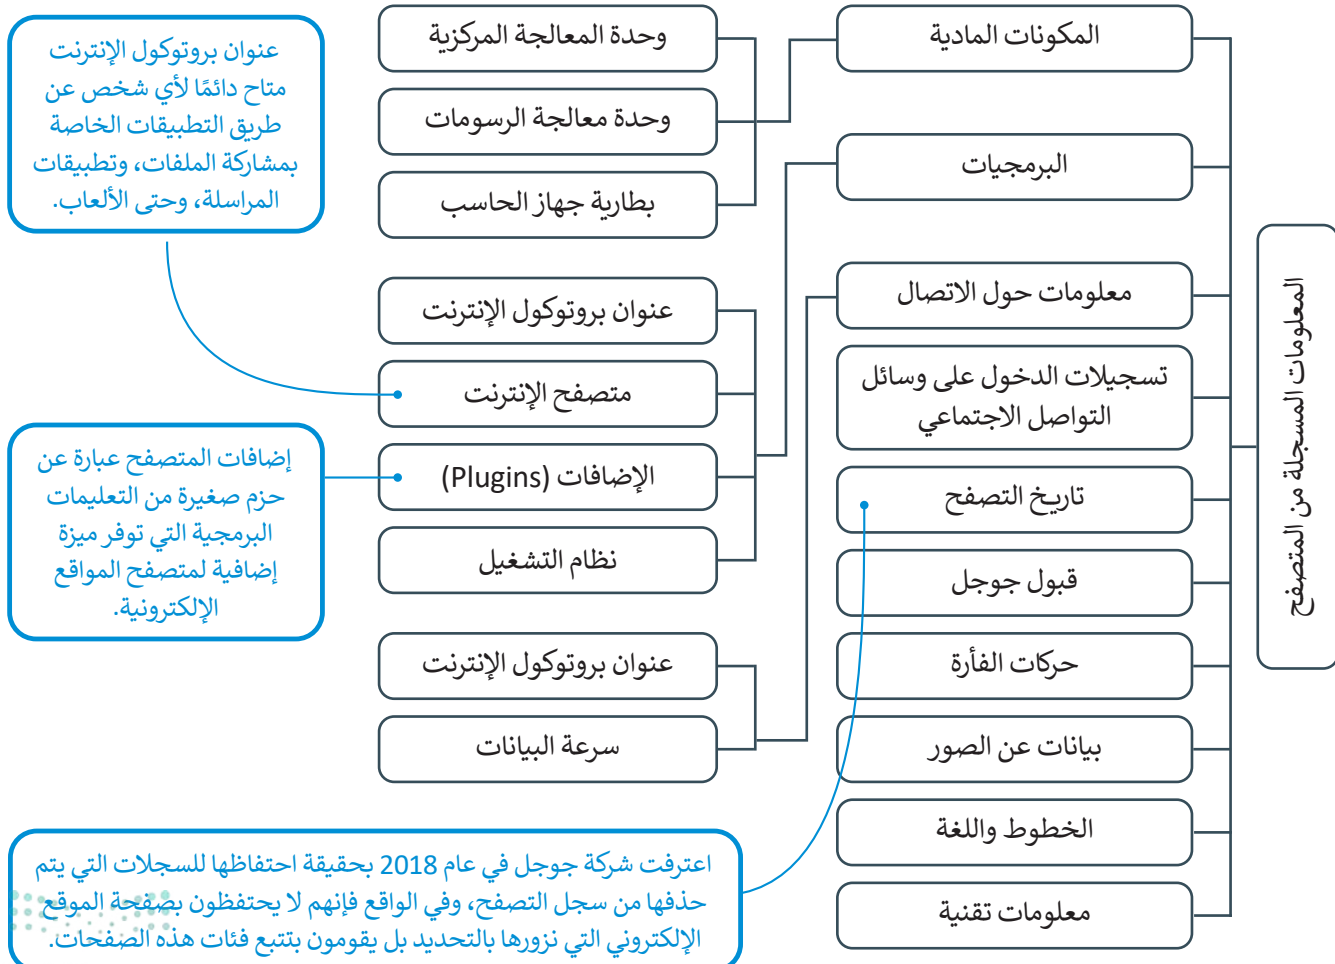 المعلومات المسجلة من المتصفح
المكونات المادية
البرمجيات
معلومات حول الاتصال
تسجيلات الدخول على وسائل
التواصل الاجتماعي
تاريخ التصفح
قبول جوجل
حركات الفأرة
بيانات عن الصور
الخطوط واللغة
معلومات تقنية
وحدة المعالجة المركزية
وحدة معالجة الرسومات
بطارية جهاز الحاسب
عنوان بروتوكول الإنترنت
متصفح الإنترنت
الإضافات (Plugins)
نظام التشغيل
عنوان بروتوكول الإنترنت
سرعة البيانات
عنوان بروتوكول الإنترنت
متاح دائمًا لأي شخص عن
طريق التطبيقات الخاصة
بمشاركة الملفات، وتطبيقات
المراسلة، وحتى الألعاب.
إضافات المتصفح عبارة عن
حزم صغيرة من التعليمات
البرمجية التي توفر ميزة
إضافية لمتصفح المواقع
الإلكترونية.
اعترفت شركة جوجل في عام 2018 بحقيقة احتفاظها للسجلات التي يتم
حذفها من سجل التصفح، وفي الواقع فإنهم لا يحتفظون بصفحة الموقع
الإلكتروني التي نزورها بالتحديد بل يقومون بتتبع فئات هذه الصفحات.